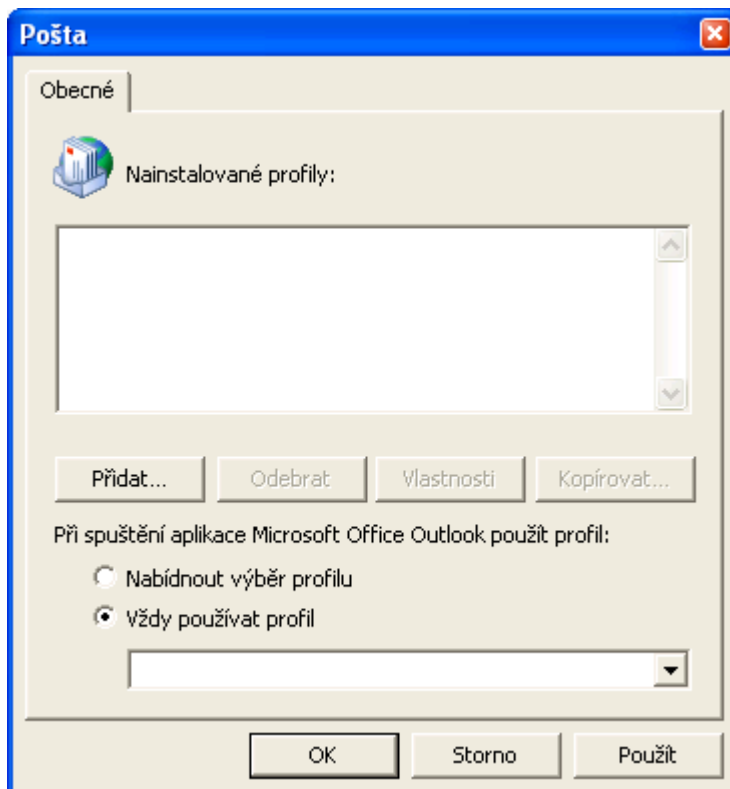 Pošta
Obecné
Nainstalované profily:
Přidat... Odebrat Vlastnosti Kopírovat...
Při spuštění aplikace Microsoft Office Outlook použít profil:
Nabídnout výběr profilu
Vždy používat profil
OK Storno Použít